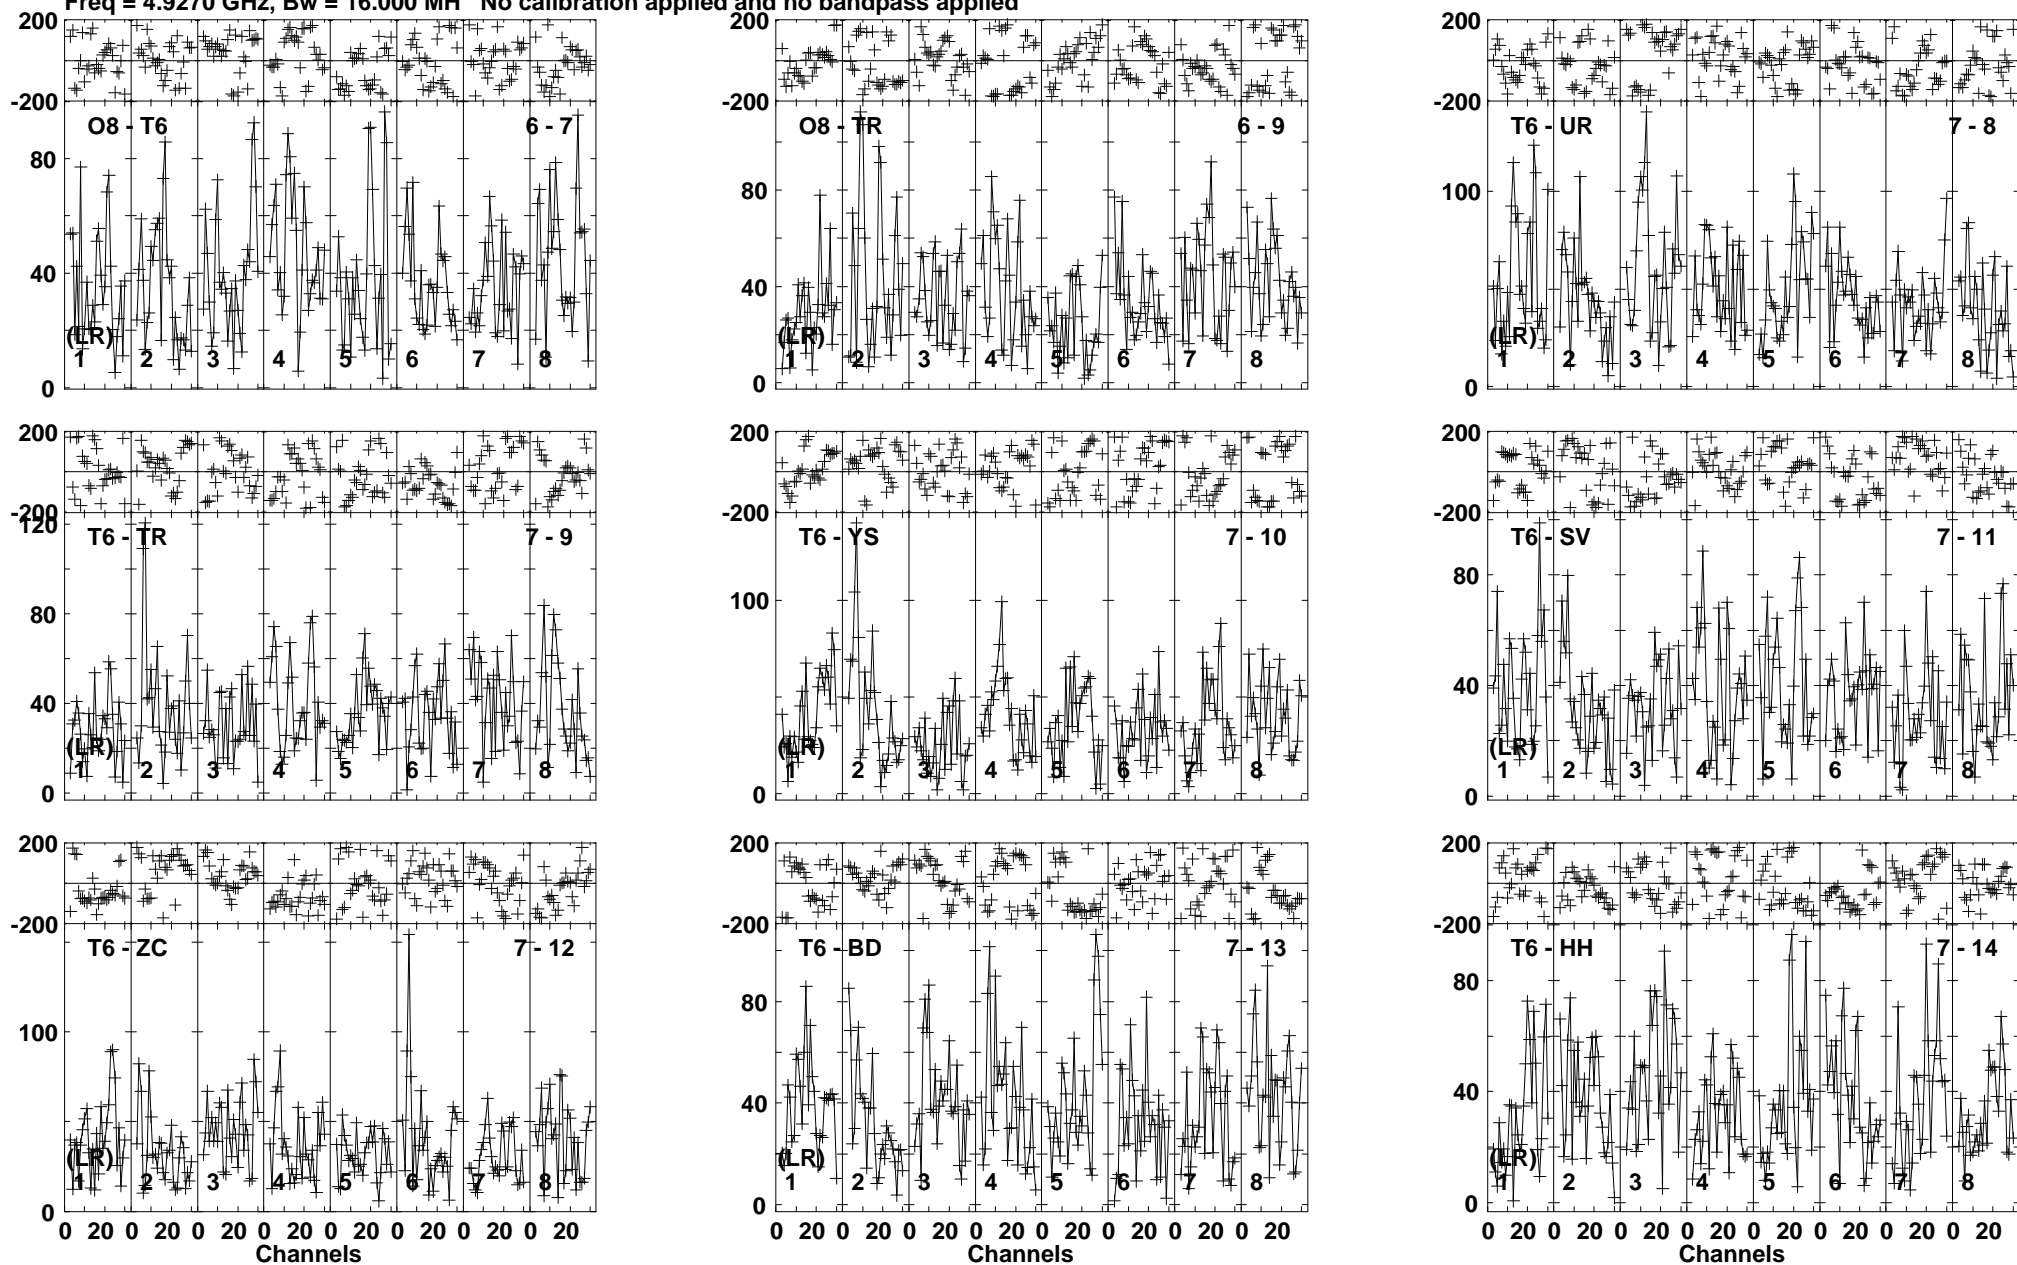 Freq = 4.9270 GHz, Bw = 16.000 MH No calibration applied and no bandpass applied
200 200 200
-200 -200 -200
O8 - T6 6 - 7 O8 - TR 6 - 9 T6 - UR 7 - 8
80 80 100
40 40
(LR) (LR) (LR)
1 2 3 4 5 6 7 8 1 2 3 4 5 6 7 8 1 2 3 4 5 6 7 8
0 0 0
200 200 200
-200 -200 -200
120
T6 - TR 7 - 9 T6 - YS 7 - 10 T6 - SV 7 - 11
80 100 80
40 40
(LR) (LR) (LR)
1 2 3 4 5 6 7 8 1 2 3 4 5 6 7 8 1 2 3 4 5 6 7 8
0 0 0
200 200 200
-200 -200 -200
T6 - ZC 7 - 12 T6 - BD 7 - 13 T6 - HH 7 - 14
100 80 80
40 40
(LR) (LR) (LR)
1 2 3 4 5 6 7 8 1 2 3 4 5 6 7 8 1 2 3 4 5 6 7 8
0 0 0
0 20 0 20 0 20 0 20 0 20 0 20 0 20 0 20 0 20 0 20 0 20 0 20 0 20 0 20 0 20 0 20 0 20 0 20 0 20 0 20 0 20 0 20 0 20 0 20
Channels Channels Channels